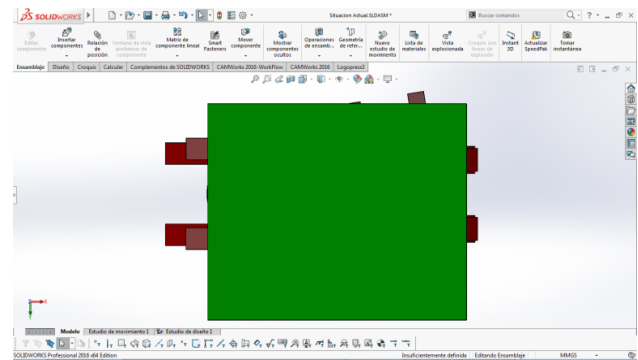 SOLIDWORKS
Situacion Actual.SLDASM *
Buscar comandos
Editar componente
Insertar componentes
Relación de posición
Ventana de vista preliminar de componente
Matriz de componente lineal
Smart Fasteners
Mover componente
Mostrar componentes ocultos
Operaciones de ensamb...
Geometría de refer...
Nuevo estudio de movimiento
Lista de materiales
Vista explosionada
Croquis con líneas de explosión
Instant 3D
Actualizar SpeedPak
Tomar instantánea
Ensamblaje Diseño Croquis Calcular Complementos de SOLIDWORKS CAMWorks 2016-WorkFlow CAMWorks 2016 Logopress3
Modelo Estudio de movimiento 1 Estudio de diseño 1
SOLIDWORKS Professional 2016 x64 Edition Insuficientemente definida Editando Ensamblaje MMGS